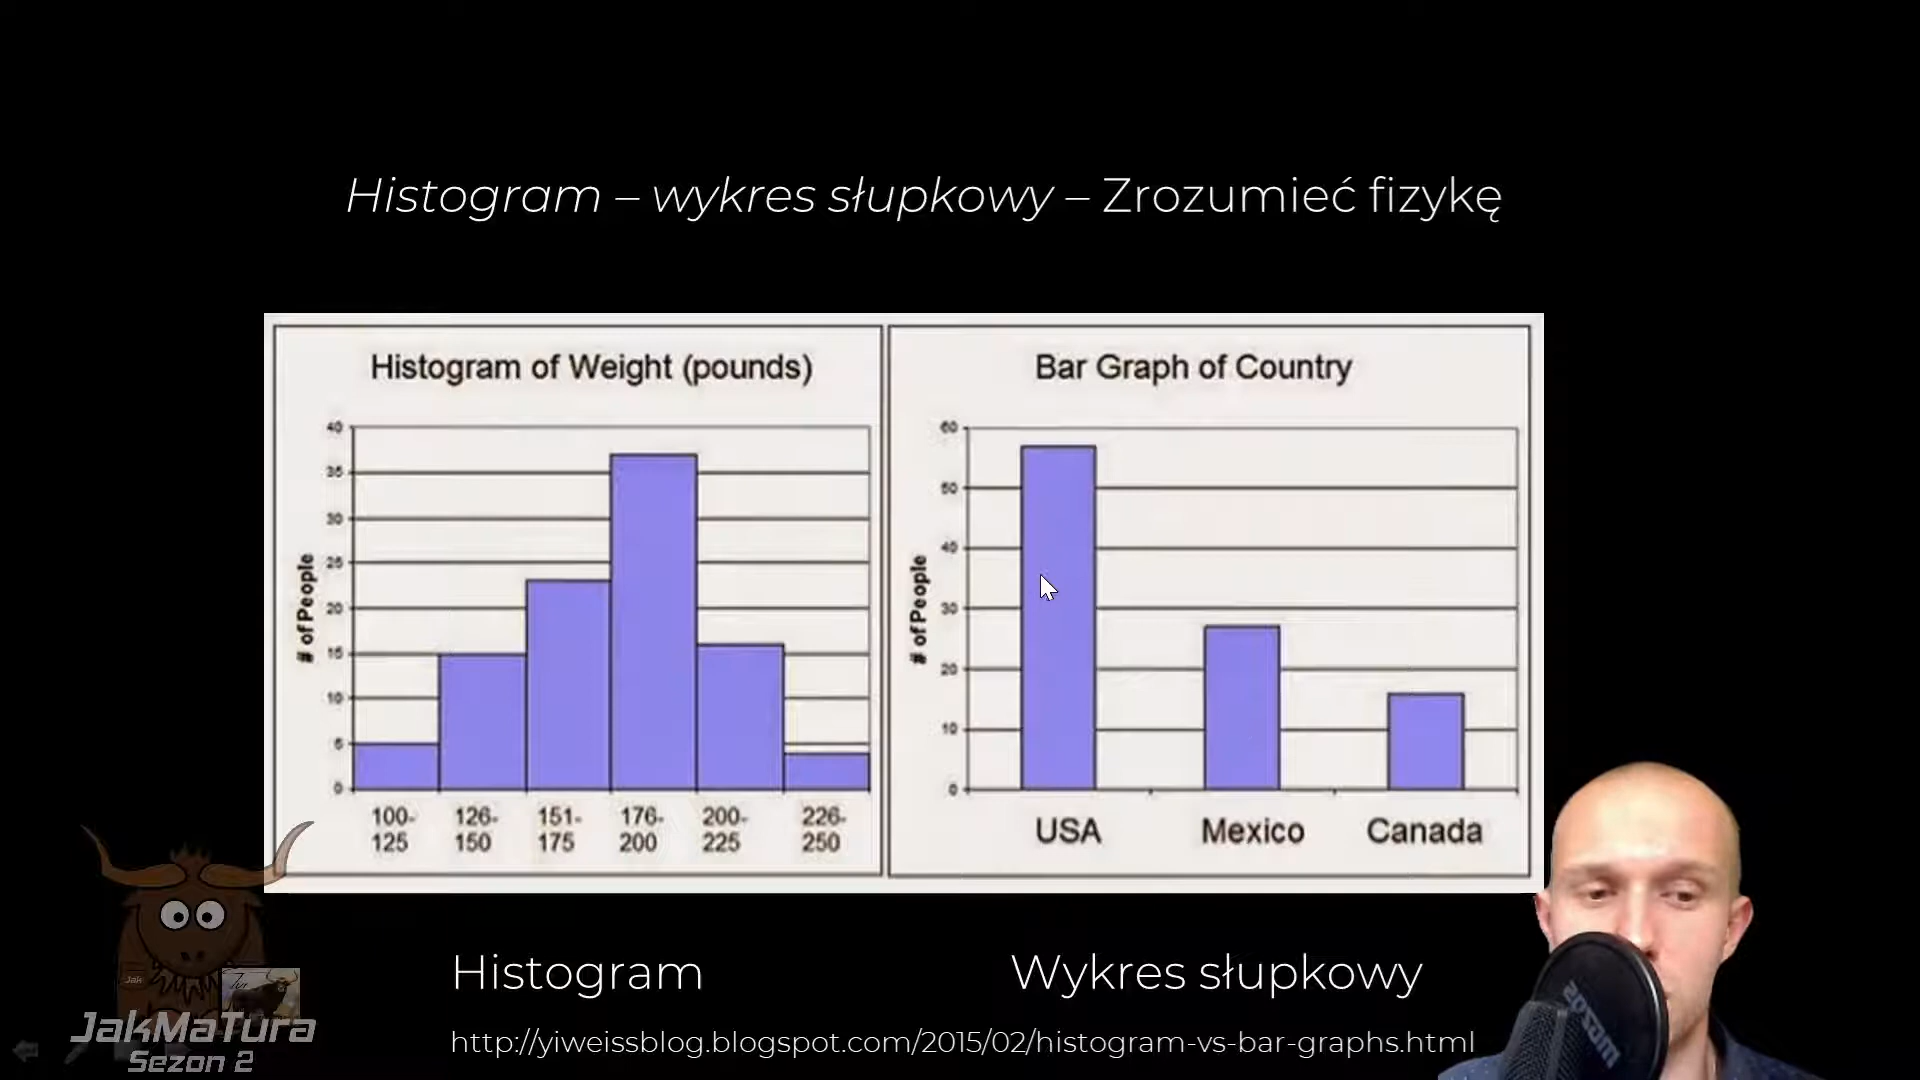 Histogram – wykres słupkowy – Zrozumieć fizykę
Histogram of Weight (pounds)
# of People
40
35
30
25
20
15
10
5
0
100-125
126-150
151-175
176-200
200-225
226-250
Bar Graph of Country
# of People
60
50
40
30
20
10
0
USA
Mexico
Canada
Histogram
Wykres słupkowy
http://yiweissblog.blogspot.com/2015/02/histogram-vs-bar-graphs.html
Jak
Tur
JakMaTura
Sezon 2